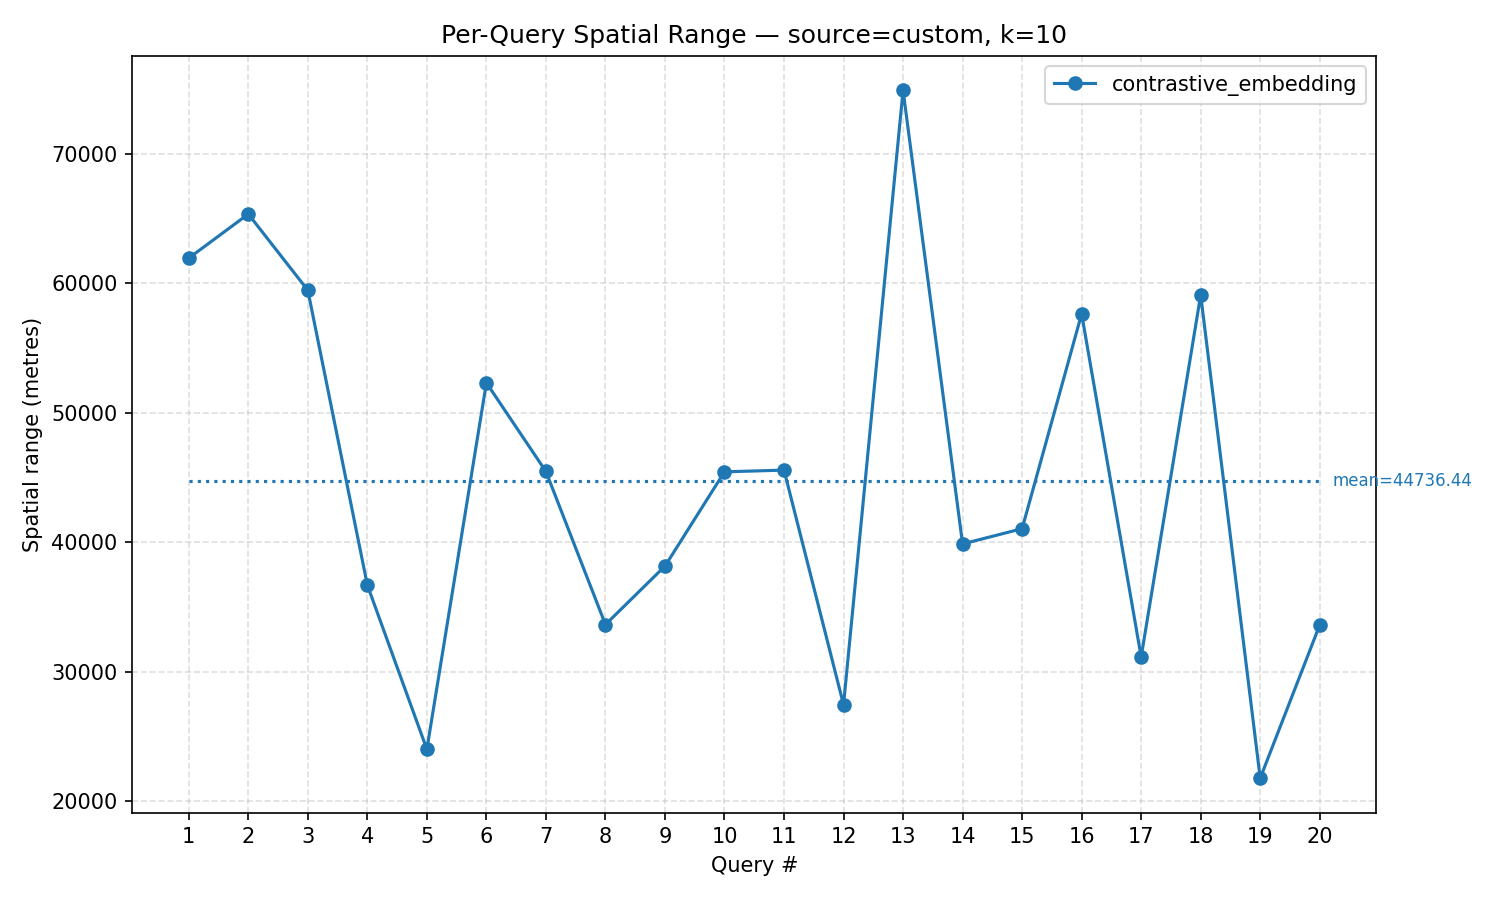 Per-Query Spatial Range — source=custom, k=10
contrastive_embedding
Spatial range (metres)
70000
60000
50000
40000
30000
20000
mean=44736.44
1 2 3 4 5 6 7 8 9 10 11 12 13 14 15 16 17 18 19 20
Query #